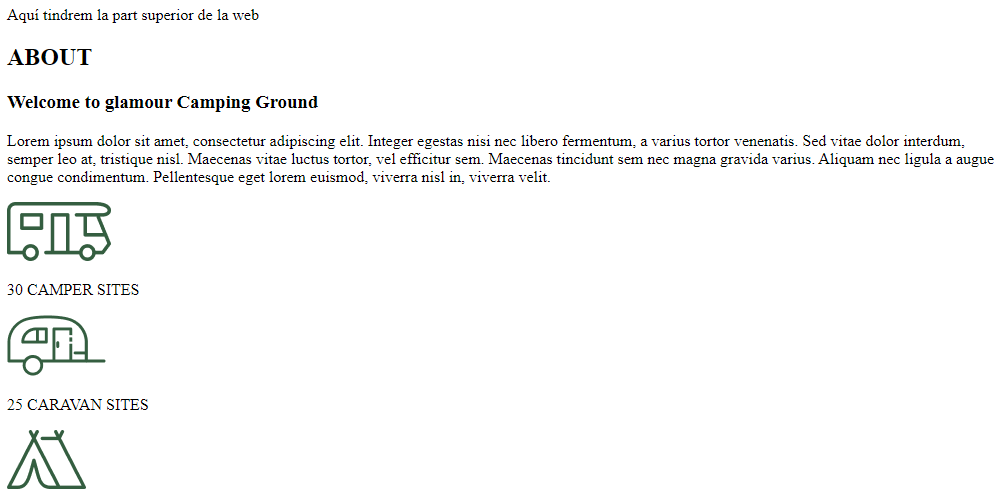 Aquí tindrem la part superior de la web
ABOUT
Welcome to glamour Camping Ground
Lorem ipsum dolor sit amet, consectetur adipiscing elit. Integer egestas nisi nec libero fermentum, a varius tortor venenatis. Sed vitae dolor interdum,
semper leo at, tristique nisl. Maecenas vitae luctus tortor, vel efficitur sem. Maecenas tincidunt sem nec magna gravida varius. Aliquam nec ligula a augue
congue condimentum. Pellentesque eget lorem euismod, viverra nisl in, viverra velit.
30 CAMPER SITES
25 CARAVAN SITES